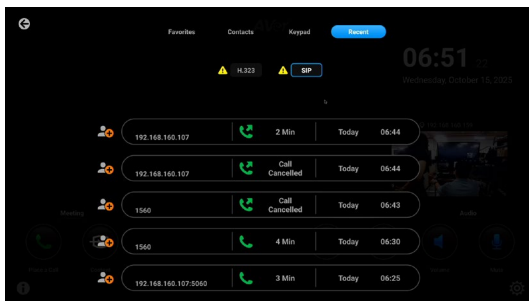 Favorites Contacts Keypad Recent
H.323 SIP
06:51 22
Wednesday, October 15, 2025
192.168.160.107 2 Min Today 06:44
192.168.160.107 Call Cancelled Today 06:44
1560 Call Cancelled Today 06:43
Meeting Audio
1560 4 Min Today 06:30
192.168.160.107:5060 3 Min Today 06:25